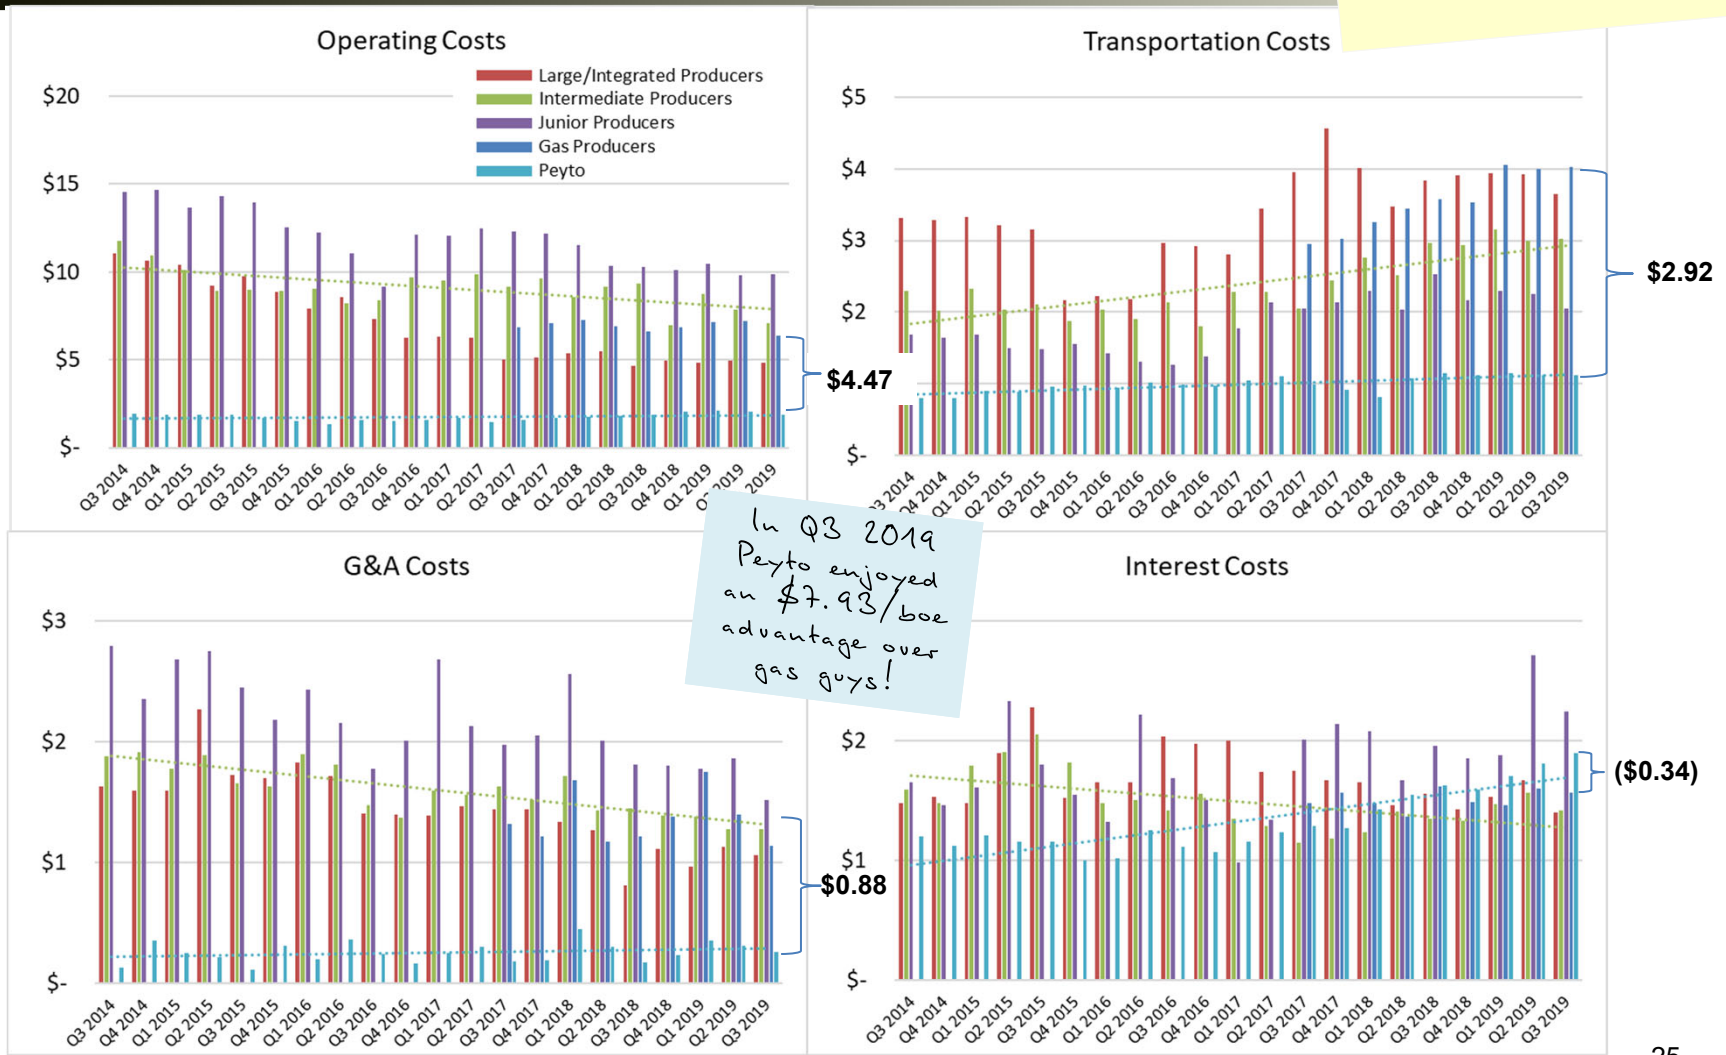 Operating Costs
Large/Integrated Producers
Intermediate Producers
Junior Producers
Gas Producers
Peyto
$20
$15
$10
$5
$-
Q3 2014
Q4 2014
Q1 2015
Q2 2015
Q3 2015
Q4 2015
Q1 2016
Q2 2016
Q3 2016
Q4 2016
Q1 2017
Q2 2017
Q3 2017
Q4 2017
Q1 2018
Q2 2018
Q3 2018
Q4 2018
Q1 2019
2019
2019
$4.47
Transportation Costs
$5
$4
$3
$2
$-
2014
Q4 2014
Q1 2015
Q2 2015
Q3 2015
Q4 2015
Q1 2016
Q2 2016
Q3 2016
Q4 2016
Q1 2017
Q2 2017
Q3 2017
Q4 2017
Q1 2018
Q2 2018
Q3 2018
Q4 2018
Q1 2019
Q2 2019
Q3 2019
$2.92
In Q3 2019
Peyto enjoyed
an $7.93/boe
advantage over
gas guys!
G&A Costs
$3
$2
$1
$-
Q3 2014
Q4 2014
Q1 2015
Q2 2015
Q3 2015
Q4 2015
Q1 2016
Q2 2016
Q3 2016
Q4 2016
Q1 2017
Q2 2017
Q3 2017
Q4 2017
Q1 2018
Q2 2018
Q3 2018
Q4 2018
Q1 2019
Q2 2019
Q3 2019
$0.88
Interest Costs
$2
$1
$-
Q3 2014
Q4 2014
Q1 2015
Q2 2015
Q3 2015
Q4 2015
Q1 2016
Q2 2016
Q3 2016
Q4 2016
Q1 2017
Q2 2017
Q3 2017
Q4 2017
Q1 2018
Q2 2018
Q3 2018
Q4 2018
Q1 2019
Q2 2019
Q3 2019
($0.34)